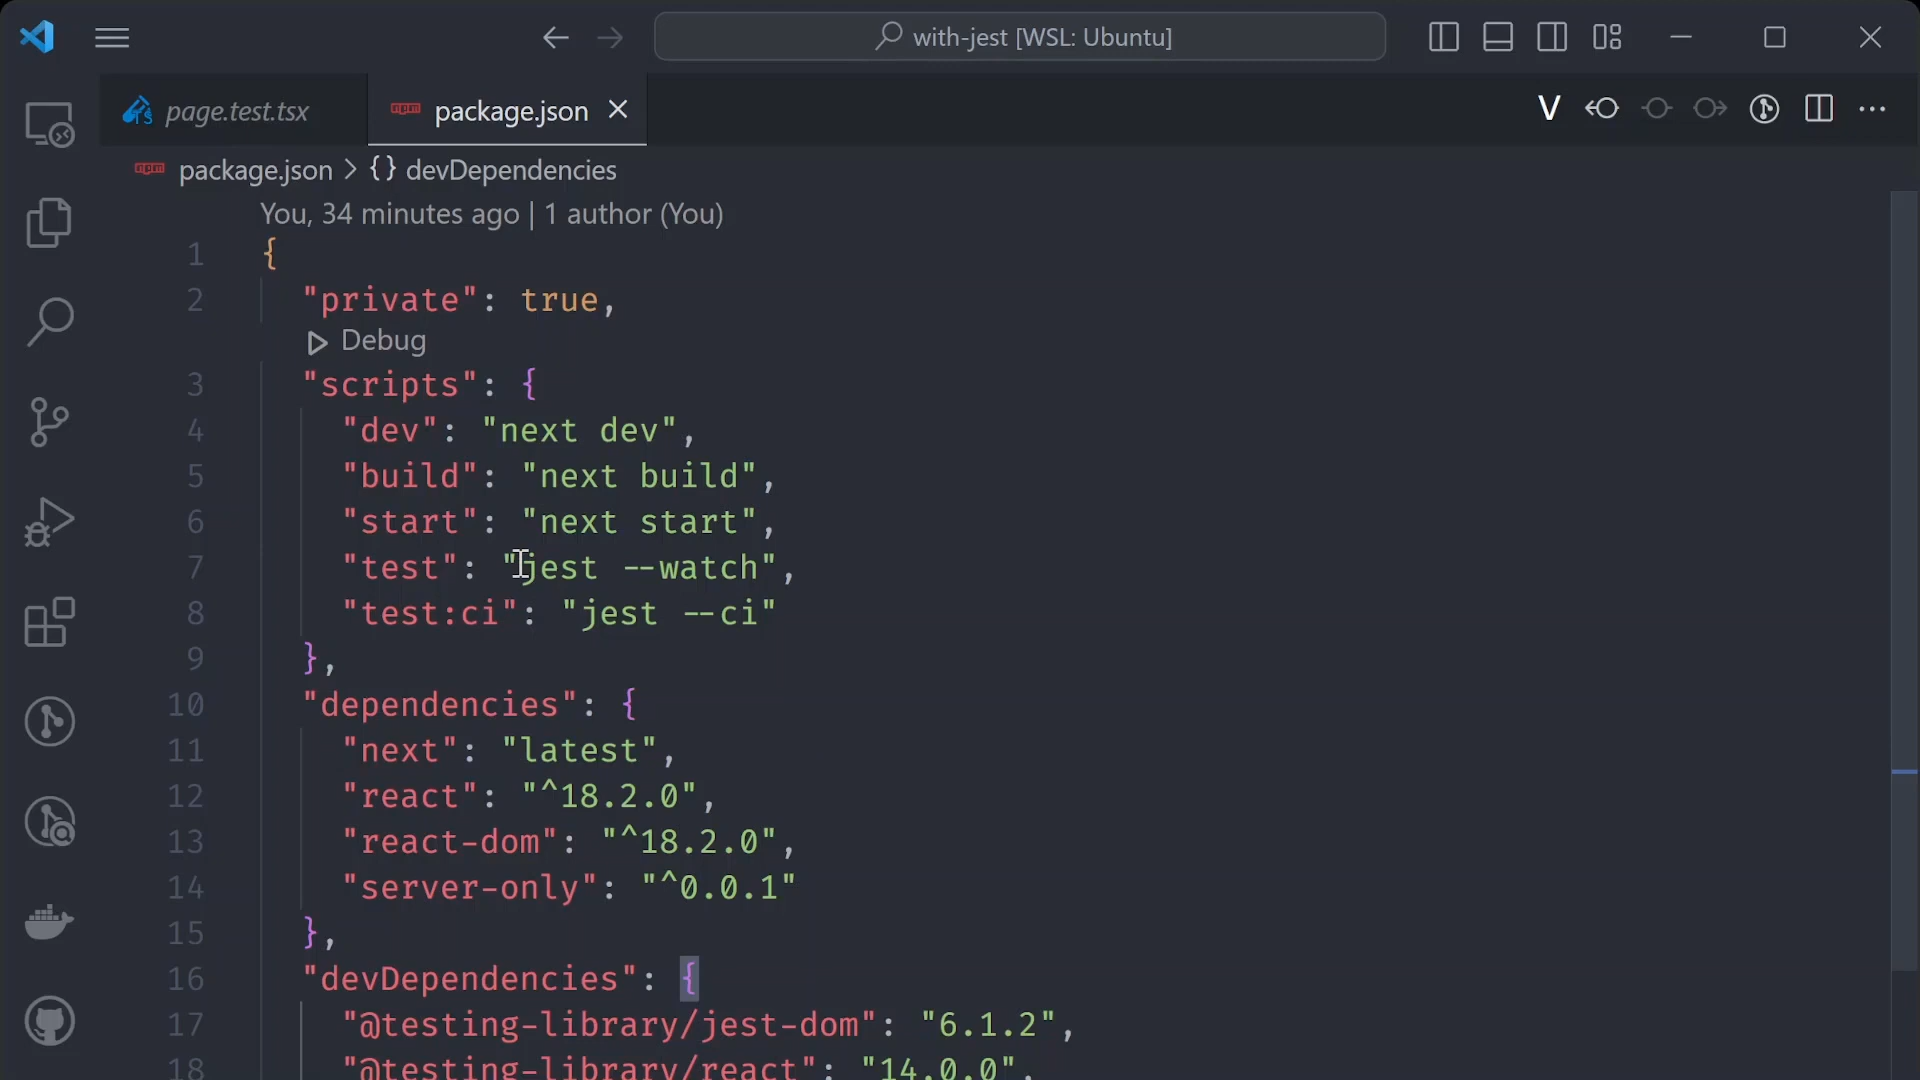 with-jest [WSL: Ubuntu]
page.test.tsx
package.json
V
package.json > {} devDependencies
You, 34 minutes ago | 1 author (You)
1 {
2 "private": true,
Debug
3 "scripts": {
4 "dev": "next dev",
5 "build": "next build",
6 "start": "next start",
7 "test": "jest --watch",
8 "test:ci": "jest --ci"
9 },
10 "dependencies": {
11 "next": "latest",
12 "react": "^18.2.0",
13 "react-dom": "^18.2.0",
14 "server-only": "^0.0.1"
15 },
16 "devDependencies": {
17 "@testing-library/jest-dom": "6.1.2",
18 "@testing-library/react": "14.0.0",